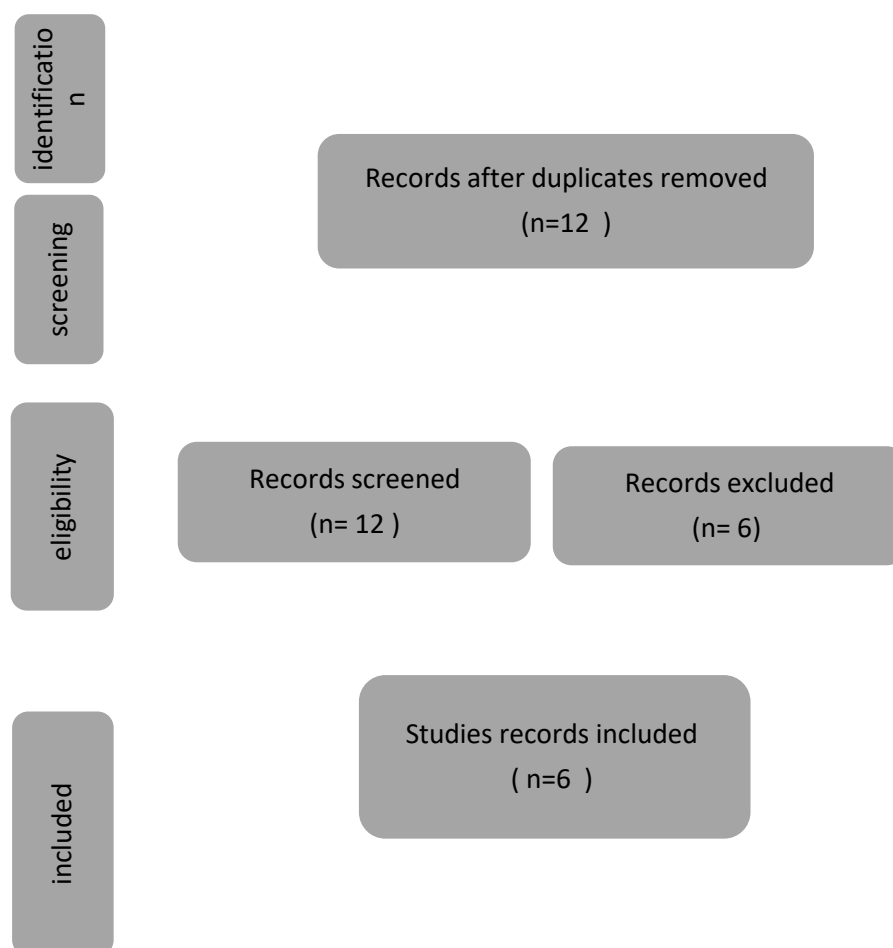 identificatio
n
Records after duplicates removed
(n=12  )
screening
eligibility
Records screened
(n= 12 )
Records excluded
(n= 6)
Studies records included
( n=6  )
included